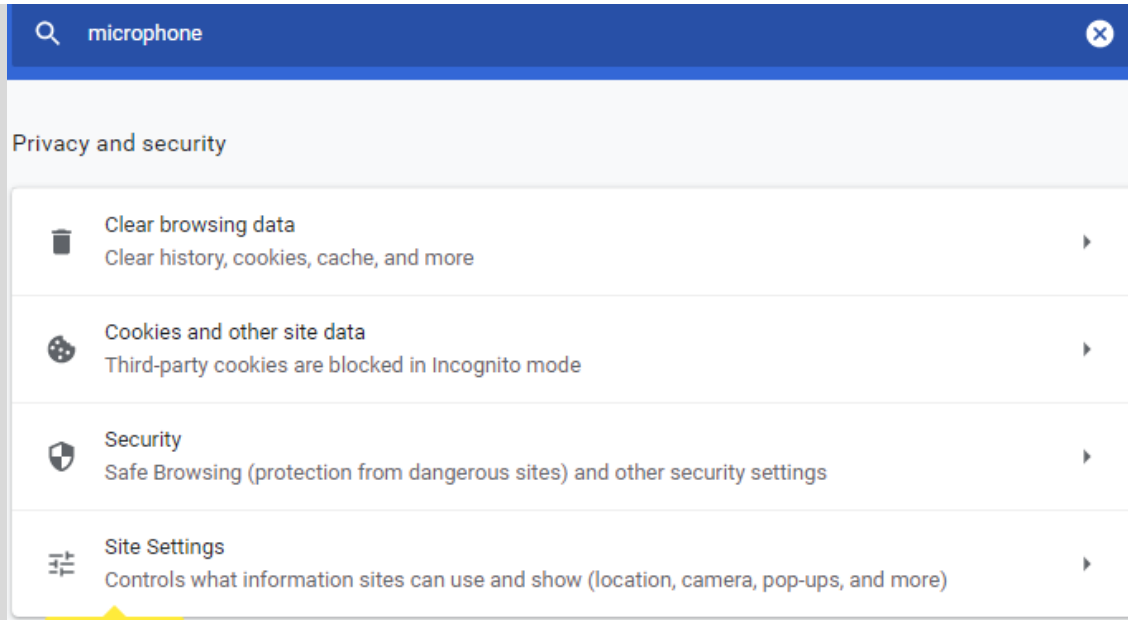 microphone
Privacy and security
Clear browsing data
Clear history, cookies, cache, and more
Cookies and other site data
Third-party cookies are blocked in Incognito mode
Security
Safe Browsing (protection from dangerous sites) and other security settings
Site Settings
Controls what information sites can use and show (location, camera, pop-ups, and more)